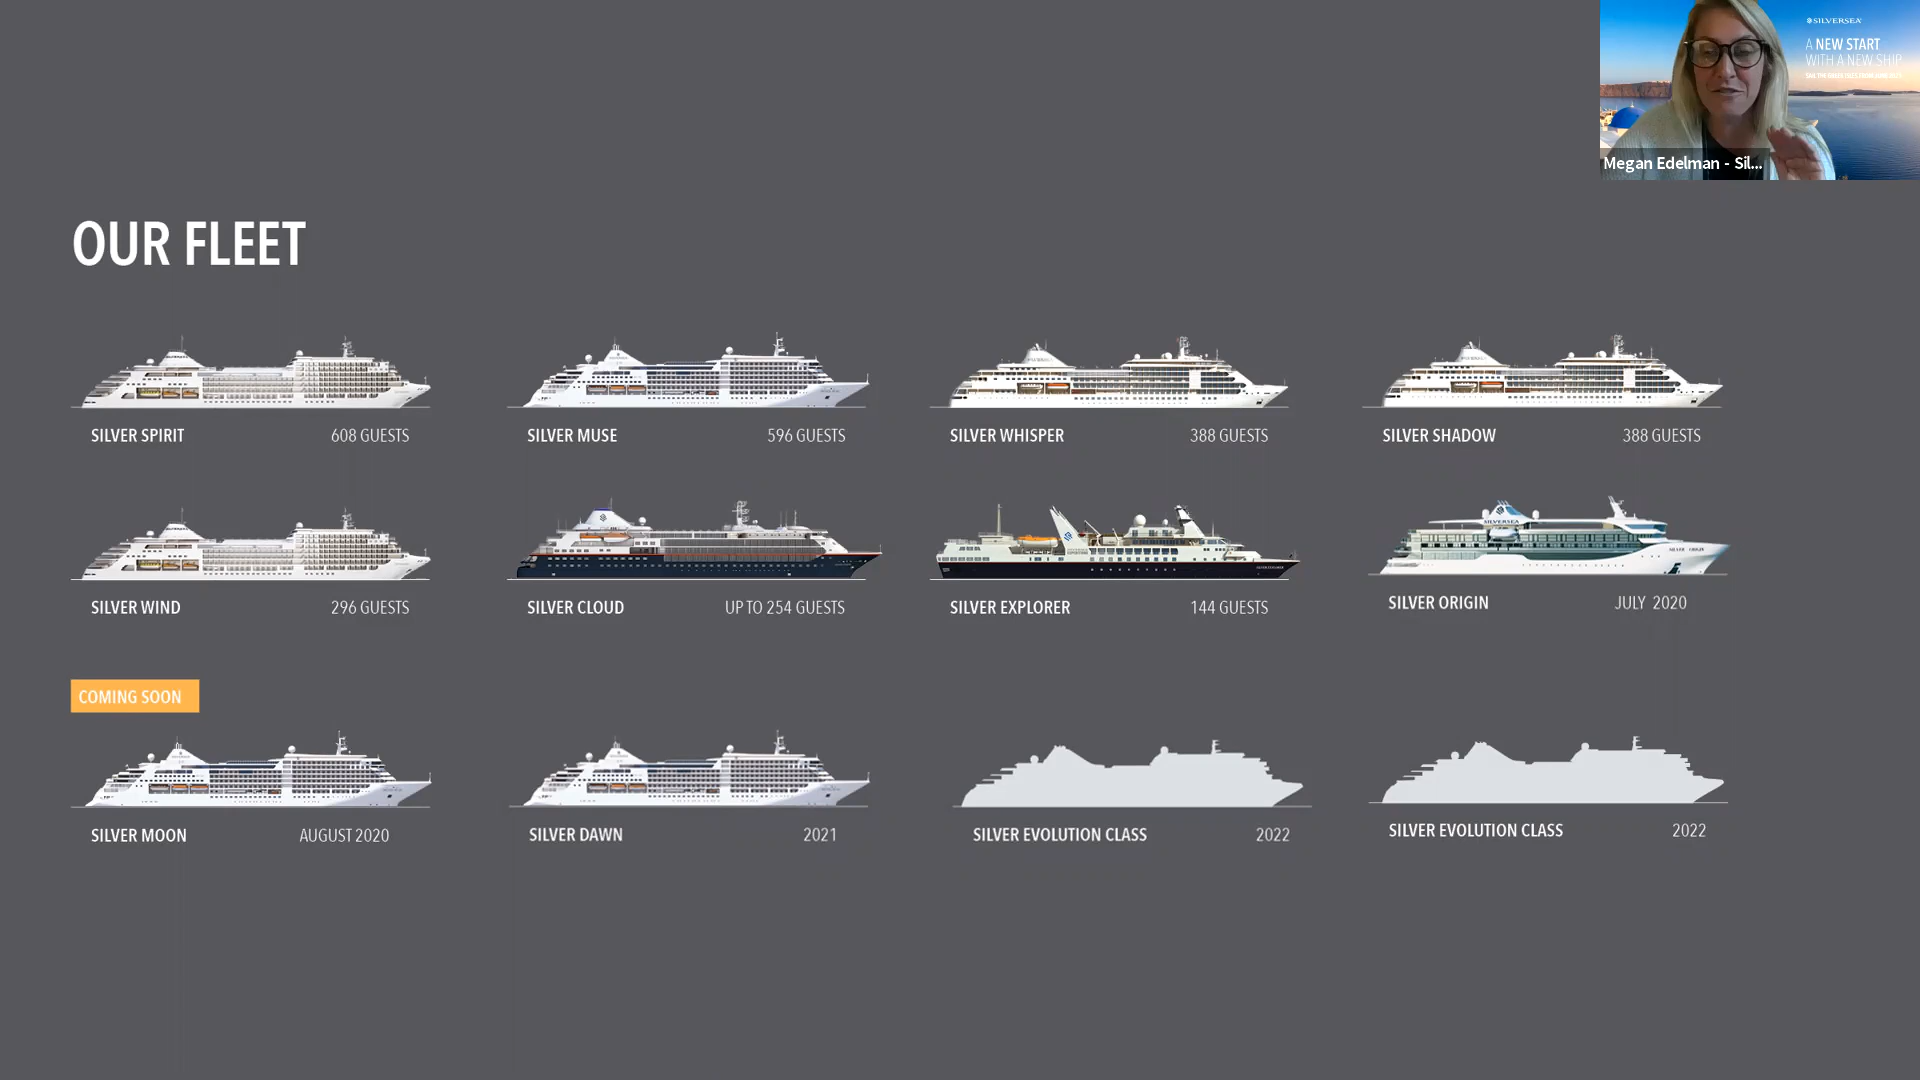 SILVERSEA
A NEW START
WITH A NEW SHIP
Megan Edelman - Sil...
OUR FLEET
SILVER SPIRIT 608 GUESTS
SILVER MUSE 596 GUESTS
SILVER WHISPER 388 GUESTS
SILVER SHADOW 388 GUESTS
SILVERSEA
SILVER ORIGIN
SILVER WIND 296 GUESTS
SILVER CLOUD UP TO 254 GUESTS
SILVER EXPLORER 144 GUESTS
SILVER ORIGIN JULY 2020
COMING SOON
SILVER MOON AUGUST 2020
SILVER DAWN 2021
SILVER EVOLUTION CLASS 2022
SILVER EVOLUTION CLASS 2022